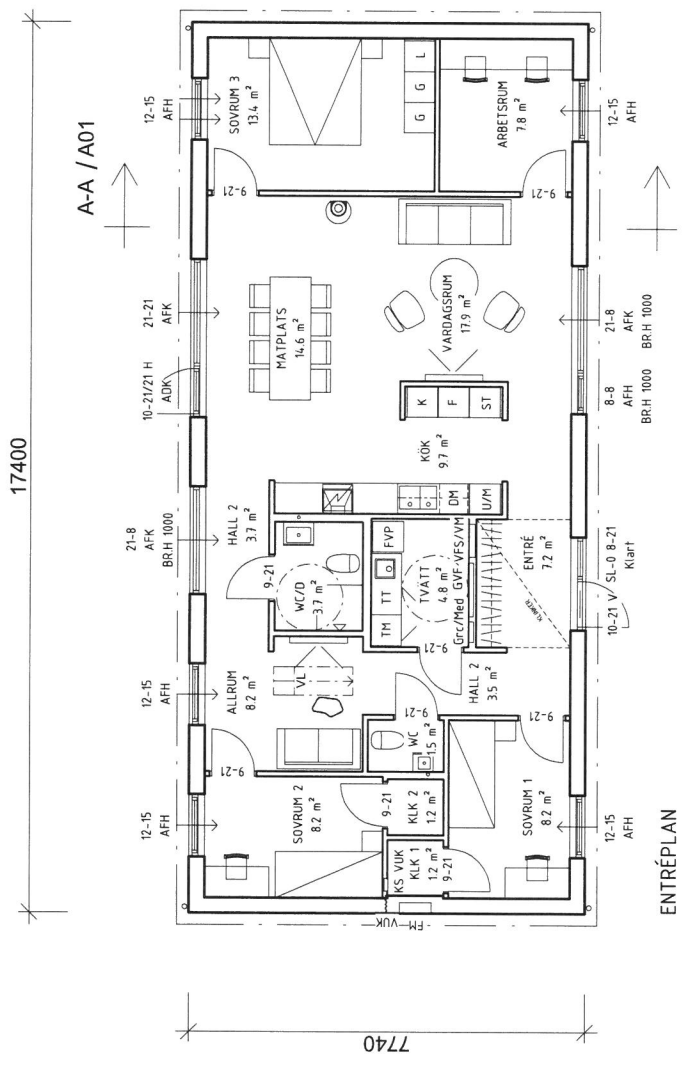 17400
A-A / A01
12-15
AFH
21-21
AFK
10-21/21 H
ADK
21-8
AFK
BR.H 1000
12-15
AFH
12-15
AFH
SOVRUM 3
13.4 m²
L
G
G
ARBETSRUM
7.8 m²
9-21
9-21
12-15
AFH
MATPLATS
14.6 m²
VARDAGSRUM
17.9 m²
K
F
ST
KÖK
9.7 m²
DM
U/M
21-8
AFK
BR.H 1000
8-8
AFH
BR.H 1000
HALL 2
3.7 m²
9-21
WC/D
3.7 m²
FVP
TT
TM
TVÄTT
4.8 m²
Grc/Med GVF VFS/VM
ENTRÉ
7.2 m²
KLINKER
10-21 V SL-0 8-21
Klart
ALLRUM
8.2 m²
VL
9-21
HALL 2
3.5 m²
9-21
WC
1.5 m²
9-21
9-21
SOVRUM 2
8.2 m²
9-21
KLK 2
1.2 m²
KS VUK
KLK 1
1.2 m²
9-21
SOVRUM 1
8.2 m²
12-15
AFH
FM
VUK
ENTRÉPLAN
7740